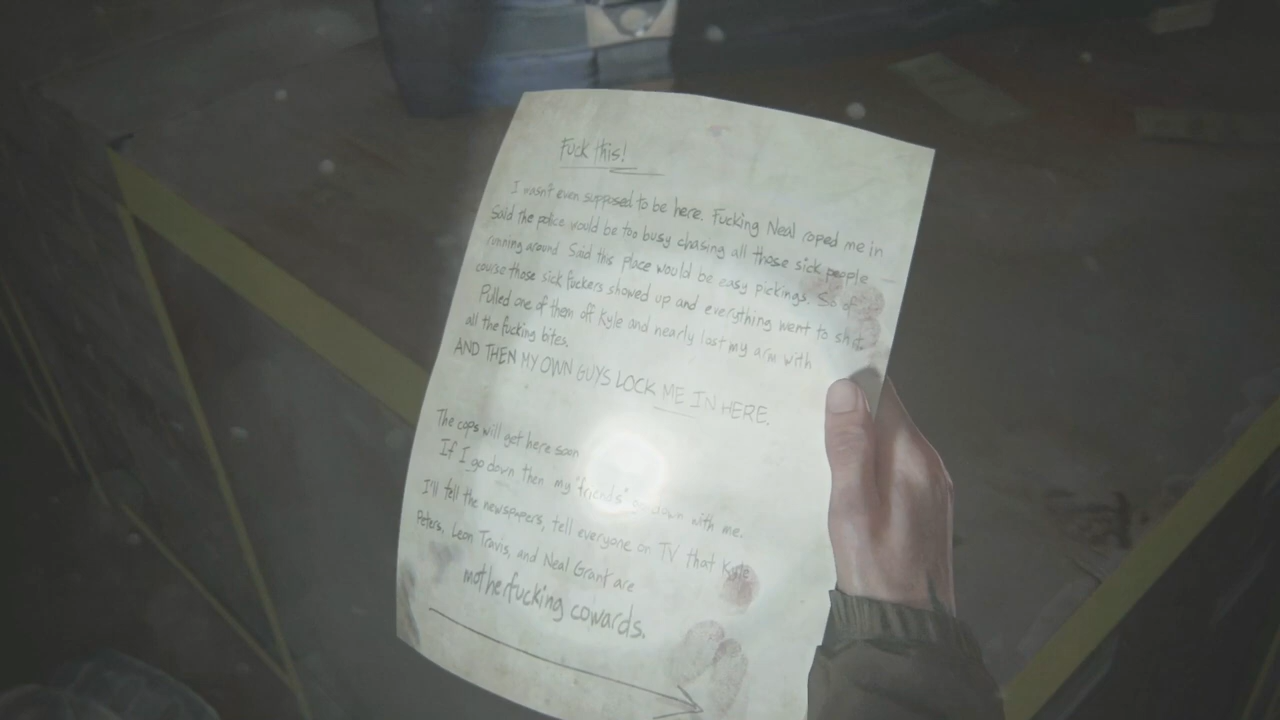 Fuck this!
I wasn't even supposed to be here. Fucking Neal roped me in
Said the police would be too busy chasing all those sick people
running around. Said this place would be easy pickings. So of
course those sick fuckers showed up and everything went to shit.
Pulled one of them off Kyle and nearly lost my arm with
all the fucking bites.
AND THEN MY OWN GUYS LOCK ME IN HERE.
The cops will get here soon
If I go down then my "friends" go down with me.
I'll tell the newspapers, tell everyone on TV that Kyle
Peters, Leon Travis, and Neal Grant are
motherfucking cowards.